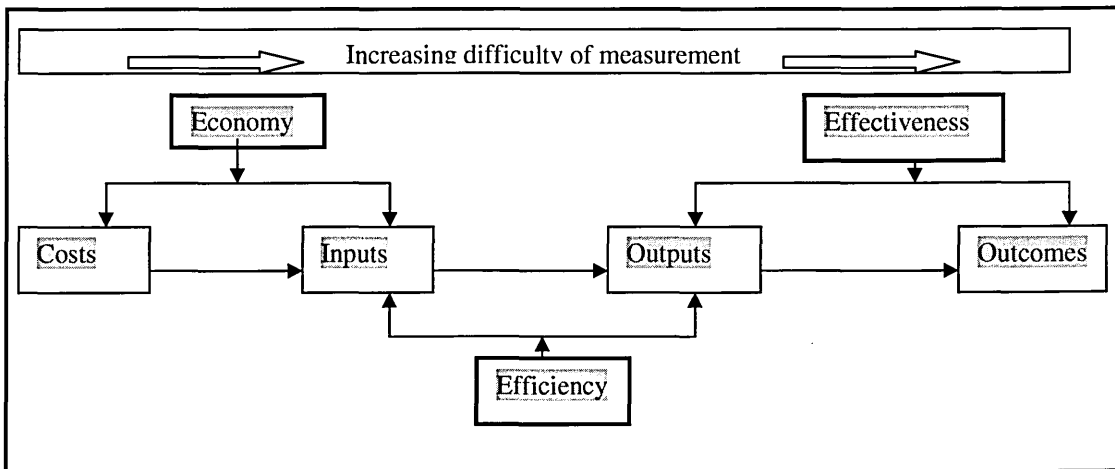 Increasing difficulty of measurement
Economy
Effectiveness
Costs
Inputs
Outputs
Outcomes
Efficiency